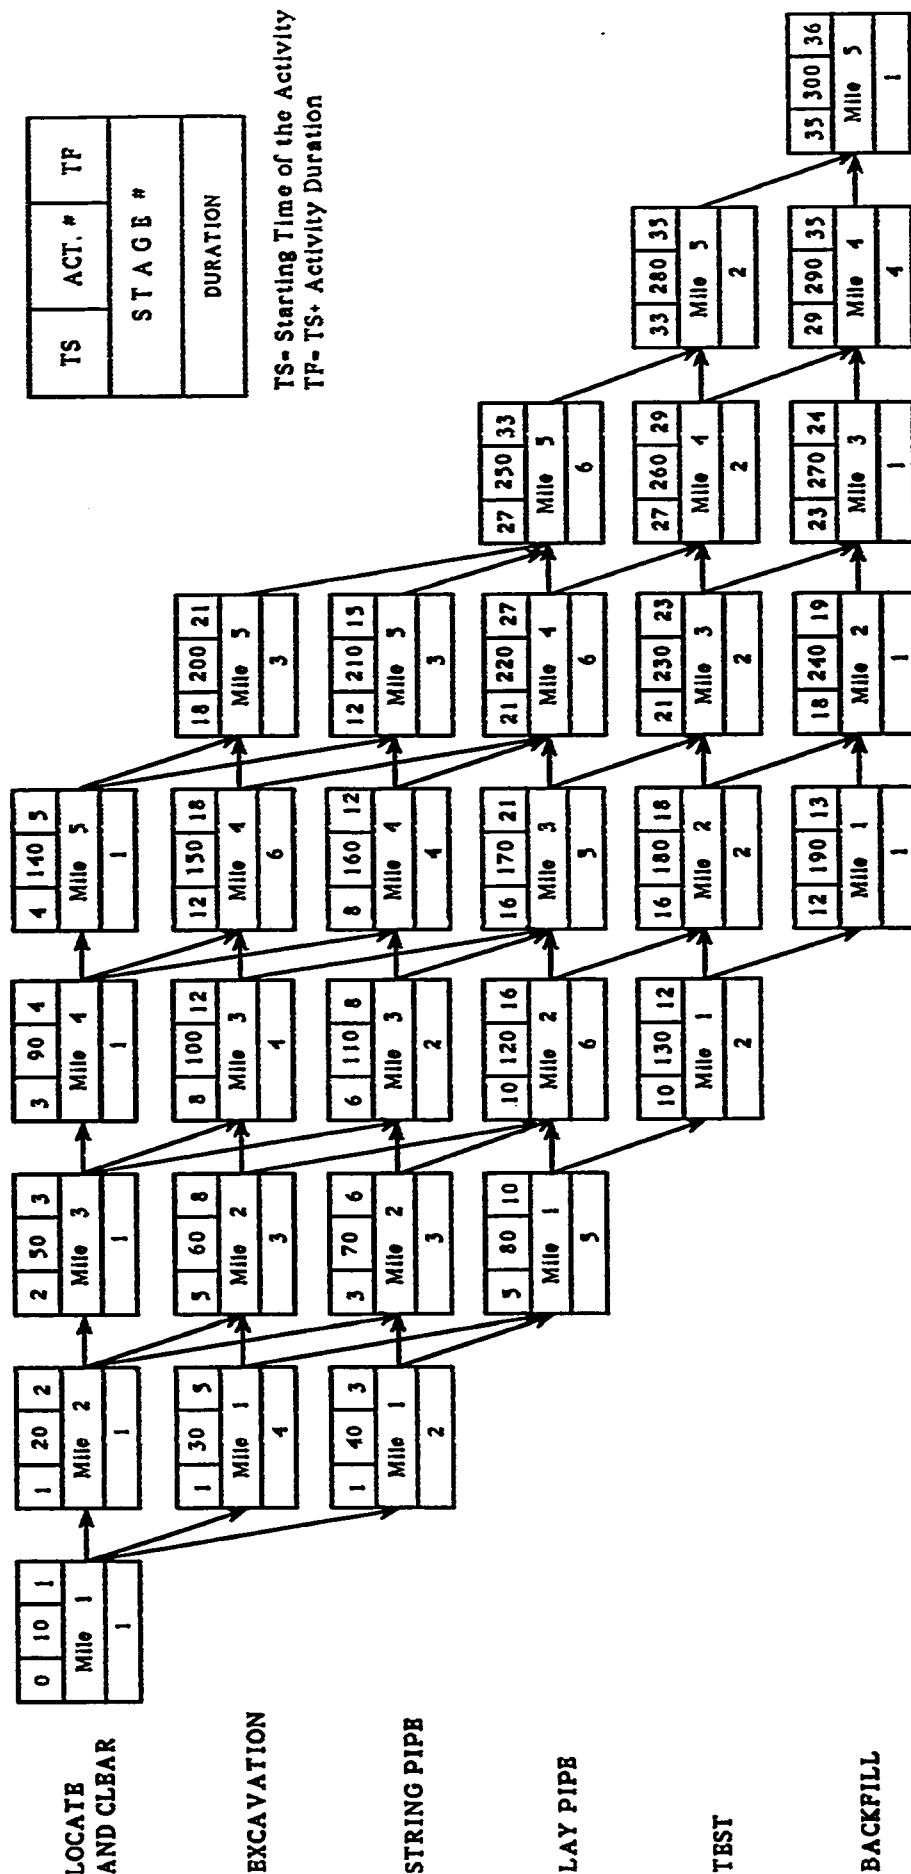 TS ACT. # TF
STAGE #
DURATION
TS= Starting Time of the Activity
TF= TS+ Activity Duration
LOCATE
AND CLEAR
0 10 1
Mile 1
1
1 20 2
Mile 2
1
2 50 3
Mile 3
1
3 90 4
Mile 4
1
4 140 5
Mile 5
1
EXCAVATION
1 30 5
Mile 1
4
5 60 8
Mile 2
3
8 100 12
Mile 3
4
12 150 18
Mile 4
6
18 200 21
Mile 5
3
STRING PIPE
1 40 3
Mile 1
2
3 70 6
Mile 2
3
6 110 8
Mile 3
2
8 160 12
Mile 4
4
12 210 15
Mile 5
3
LAY PIPE
5 80 10
Mile 1
5
10 120 16
Mile 2
6
16 170 21
Mile 3
5
21 220 27
Mile 4
6
27 250 33
Mile 5
6
TEST
10 130 12
Mile 1
2
16 180 18
Mile 2
2
21 230 23
Mile 3
2
27 260 29
Mile 4
2
33 280 35
Mile 5
2
BACKFILL
12 190 13
Mile 1
1
18 240 19
Mile 2
1
23 270 24
Mile 3
1
29 290 35
Mile 4
4
35 300 36
Mile 5
1